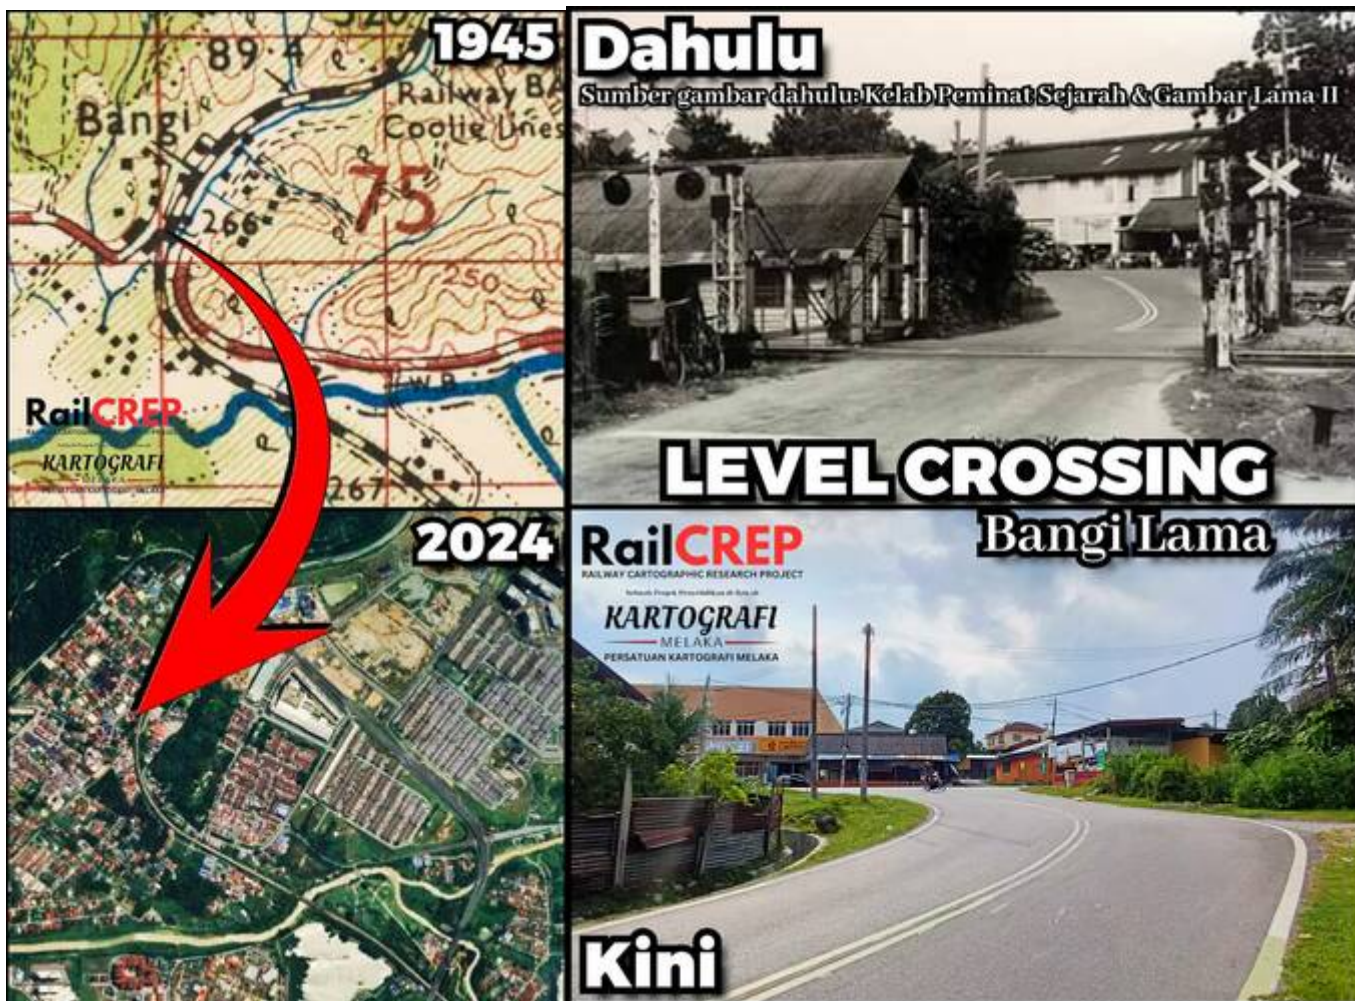 1945
89 4
Bangi
Railway BA
Coolie Lines
75
266
250
W.P.
RailCREP
KARTOGRAFI
MELAKA
267
Dahulu
Sumber gambar dahulu: Kelab Peminat Sejarah & Gambar Lama II
LEVEL CROSSING
Bangi Lama
2024
RailCREP
RAILWAY CARTOGRAPHIC RESEARCH PROJECT
KARTOGRAFI
MELAKA
PERSATUAN KARTOGRAFI MELAKA
Kini